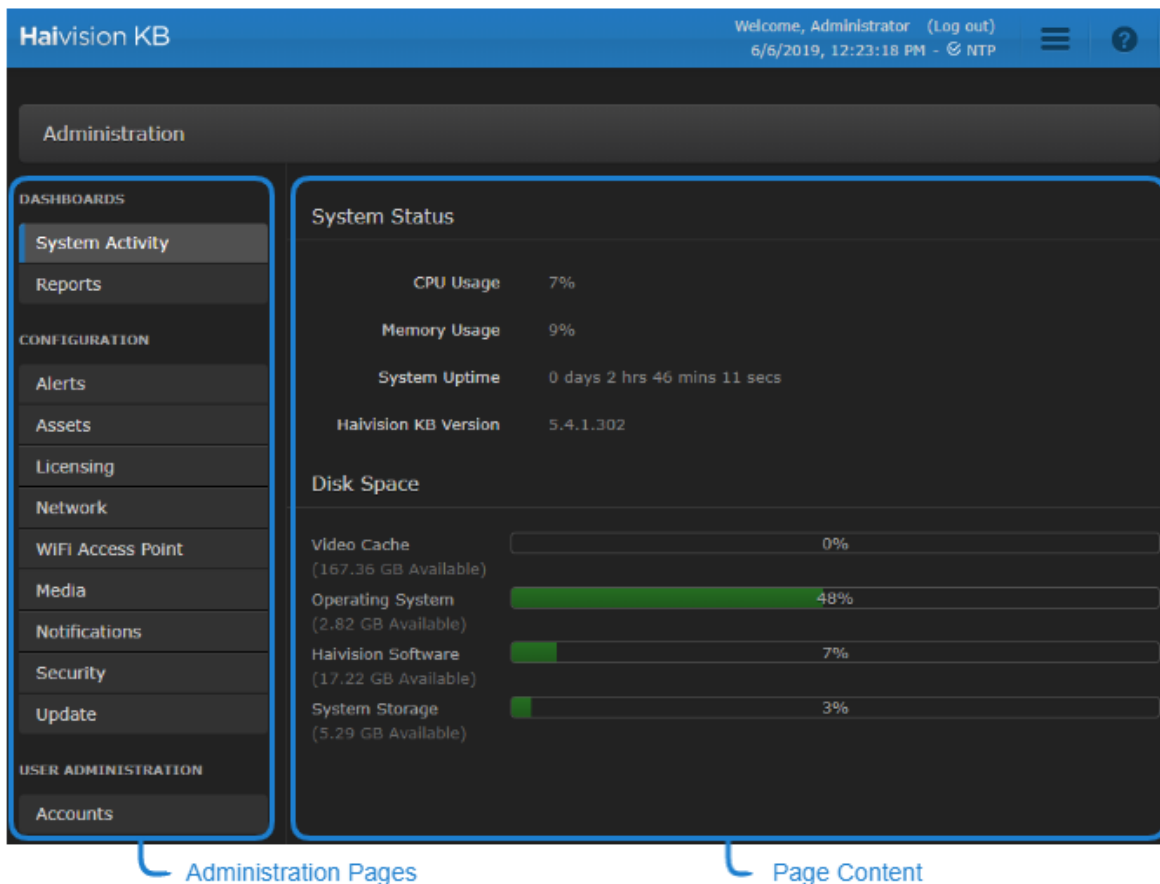 Haivision KB
Welcome, Administrator (Log out)
6/6/2019, 12:23:18 PM - NTP
?
Administration
DASHBOARDS
System Activity
Reports
CONFIGURATION
Alerts
Assets
Licensing
Network
WiFi Access Point
Media
Notifications
Security
Update
USER ADMINISTRATION
Accounts
System Status
CPU Usage 7%
Memory Usage 9%
System Uptime 0 days 2 hrs 46 mins 11 secs
Haivision KB Version 5.4.1.302
Disk Space
Video Cache 0%
(167.36 GB Available)
Operating System 48%
(2.82 GB Available)
Haivision Software 7%
(17.22 GB Available)
System Storage 3%
(5.29 GB Available)
Administration Pages
Page Content